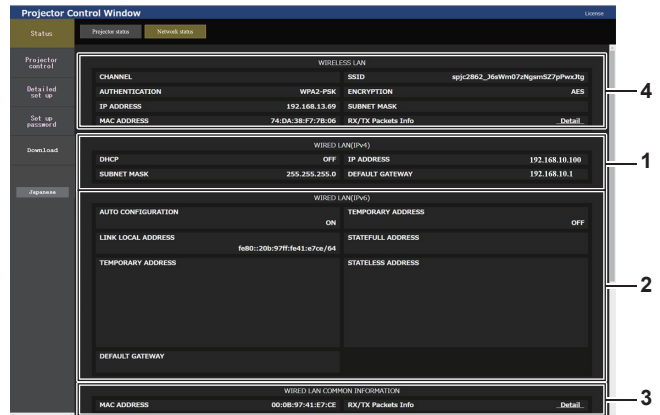 Projector Control Window
License
Status
Projector status
Network status
Projector
control
Detailed
set up
Set up
password
Download
Japanese
WIRELESS LAN
CHANNEL
SSID spjc2862_J6sWm07zNgsmSZ7pPwxJtg
AUTHENTICATION WPA2-PSK ENCRYPTION AES
IP ADDRESS 192.168.13.69 SUBNET MASK
MAC ADDRESS 74:DA:38:F7:7B:06 RX/TX Packets Info Detail
4
WIRED LAN(IPv4)
DHCP OFF IP ADDRESS 192.168.10.100
SUBNET MASK 255.255.255.0 DEFAULT GATEWAY 192.168.10.1
1
WIRED LAN(IPv6)
AUTO CONFIGURATION ON TEMPORARY ADDRESS OFF
LINK LOCAL ADDRESS fe80::20b:97ff:fe41:e7ce/64 STATEFULL ADDRESS
TEMPORARY ADDRESS STATELESS ADDRESS
DEFAULT GATEWAY
2
WIRED LAN COMMON INFORMATION
MAC ADDRESS 00:0B:97:41:E7:CE RX/TX Packets Info Detail
3